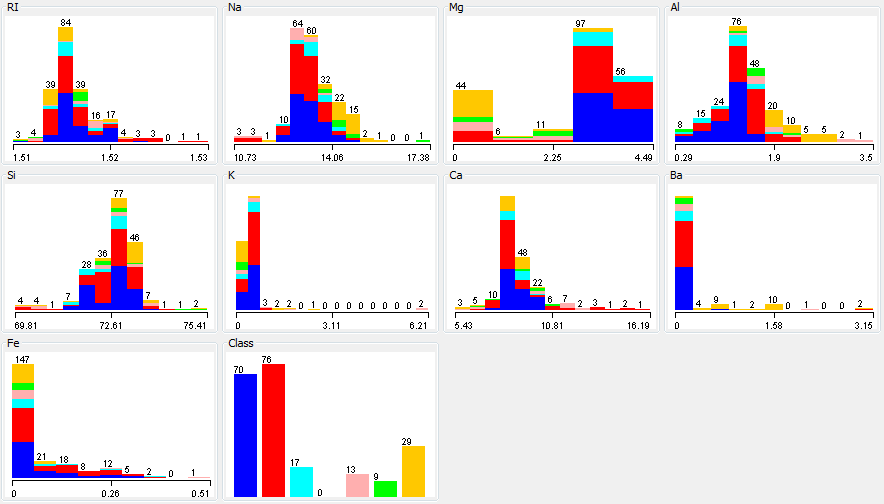 RI Na Mg Al
84 39 39 16 17 3 4 4 3 3 0 1 1
1.51 1.52 1.53
64 60 32 22 15 10 3 3 1 2 1 0 0 1
10.73 14.06 17.38
97 56 44 6 11
0 2.25 4.49
76 48 24 20 15 8 10 5 5 2 1
0.29 1.9 3.5
Si K Ca Ba
77 46 36 28 4 4 1 7 7 1 1 2
69.81 72.61 75.41
3 2 2 0 1 0 0 0 0 0 0 0 2
0 3.11 6.21
48 22 3 5 10 6 7 2 3 1 2 1
5.43 10.81 16.19
4 9 1 2 10 0 1 0 0 2
0 1.58 3.15
Fe Class
147 21 18 8 12 5 2 0 1
0 0.26 0.51
70 76 17 0 13 9 29